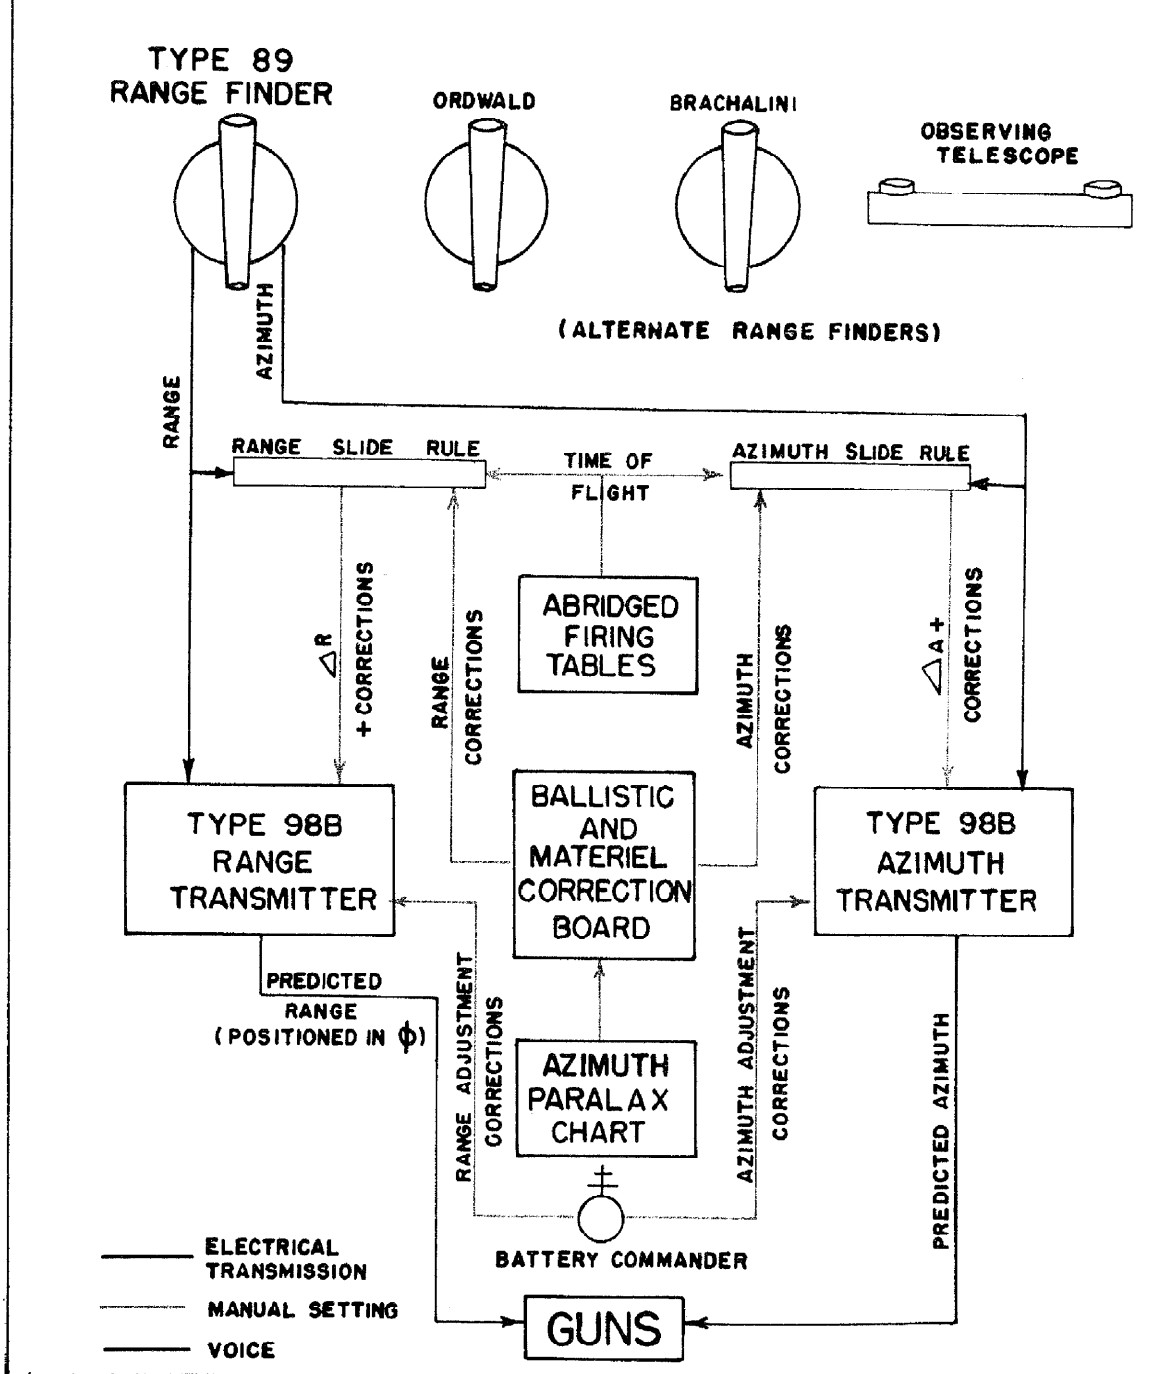 TYPE 89
RANGE FINDER
ORDWALD
BRACHALINI
OBSERVING
TELESCOPE
(ALTERNATE RANGE FINDERS)
RANGE
AZIMUTH
RANGE SLIDE RULE
TIME OF
FLIGHT
AZIMUTH SLIDE RULE
△R
+CORRECTIONS
RANGE
CORRECTIONS
ABRIDGED
FIRING
TABLES
AZIMUTH
CORRECTIONS
△A+
CORRECTIONS
TYPE 98B
RANGE
TRANSMITTER
BALLISTIC
AND
MATERIEL
CORRECTION
BOARD
TYPE 98B
AZIMUTH
TRANSMITTER
PREDICTED
RANGE
(POSITIONED IN ϕ)
RANGE ADJUSTMENT
CORRECTIONS
AZIMUTH
PARALAX
CHART
AZIMUTH ADJUSTMENT
CORRECTIONS
PREDICTED AZIMUTH
BATTERY COMMANDER
ELECTRICAL
TRANSMISSION
MANUAL SETTING
VOICE
GUNS